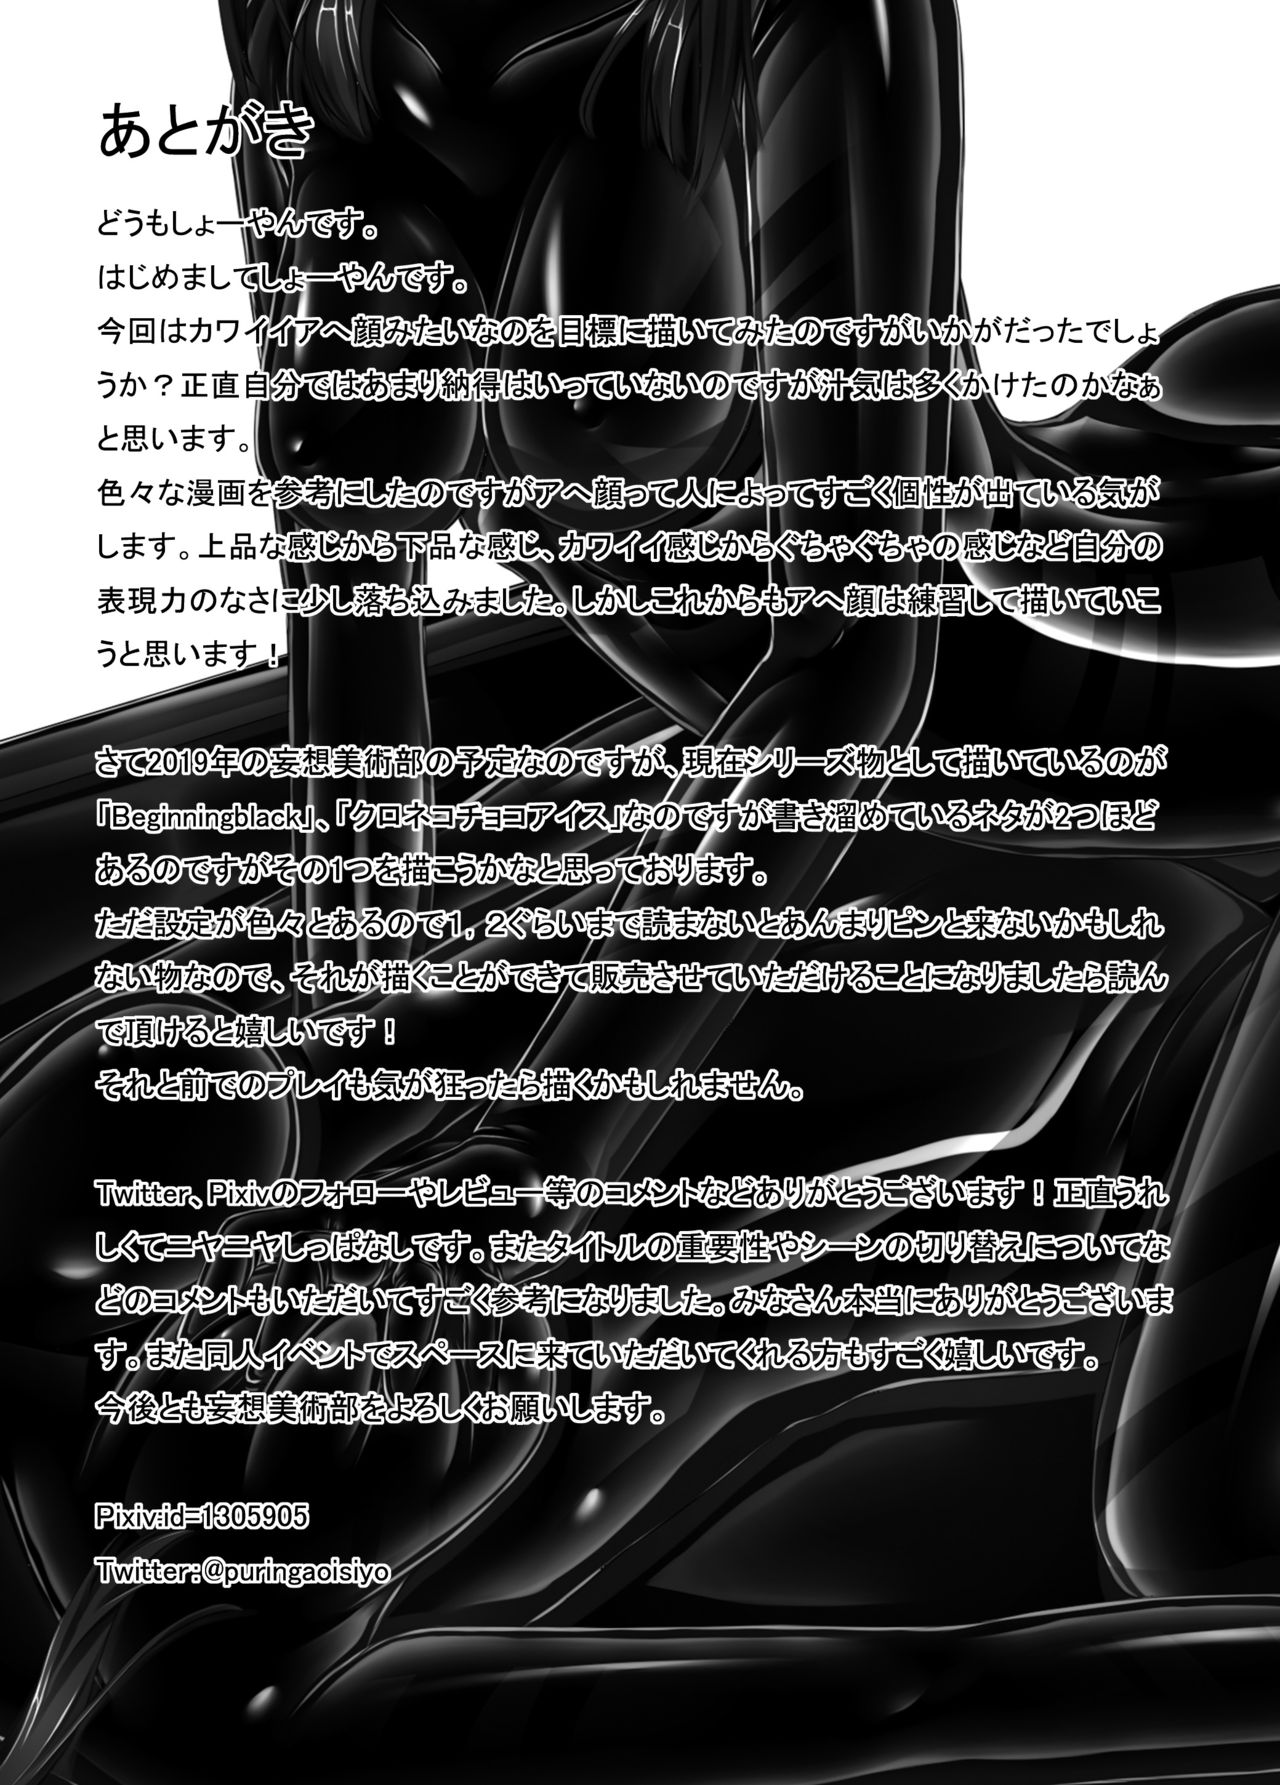 あとがき
どうもしょーやんです。
はじめましてしょーやんです。
今回はカワイイアヘ顔みたいなのを目標に描いてみたのですがいかがだったでしょ
うか？正直自分ではあまり納得はいっていないのですが汁気は多くかけたのかなぁ
と思います。
色々な漫画を参考にしたのですがアヘ顔って人によってすごく個性が出ている気が
します。上品な感じから下品な感じ、カワイイ感じからぐちゃぐちゃの感じなど自分の
表現力のなさに少し落ち込みました。しかしこれからもアヘ顔は練習して描いていこ
うと思います！
さて2019年の妄想美術部の予定なのですが、現在シリーズ物として描いているのが
「Beginningblack」、「クロネコチョコアイス」なのですが書き溜めているネタが2つほど
あるのですがその1つを描こうかなと思っております。
ただ設定が色々とあるので1，2ぐらいまで読まないとあんまりピンと来ないかもしれ
ない物なので、それが描くことができて販売させていただけることになりましたら読ん
で頂けると嬉しいです！
それと前でのプレイも気が狂ったら描くかもしれません。
Twitter、Pixivのフォローやレビュー等のコメントなどありがとうございます！正直うれ
しくてニヤニヤしっぱなしです。またタイトルの重要性やシーンの切り替えについてな
どのコメントもいただいてすごく参考になりました。みなさん本当にありがとうございま
す。また同人イベントでスペースに来ていただいてくれる方もすごく嬉しいです。
今後とも妄想美術部をよろしくお願いします。
Pixiv:id=1305905
Twitter:@puringaoisiyo